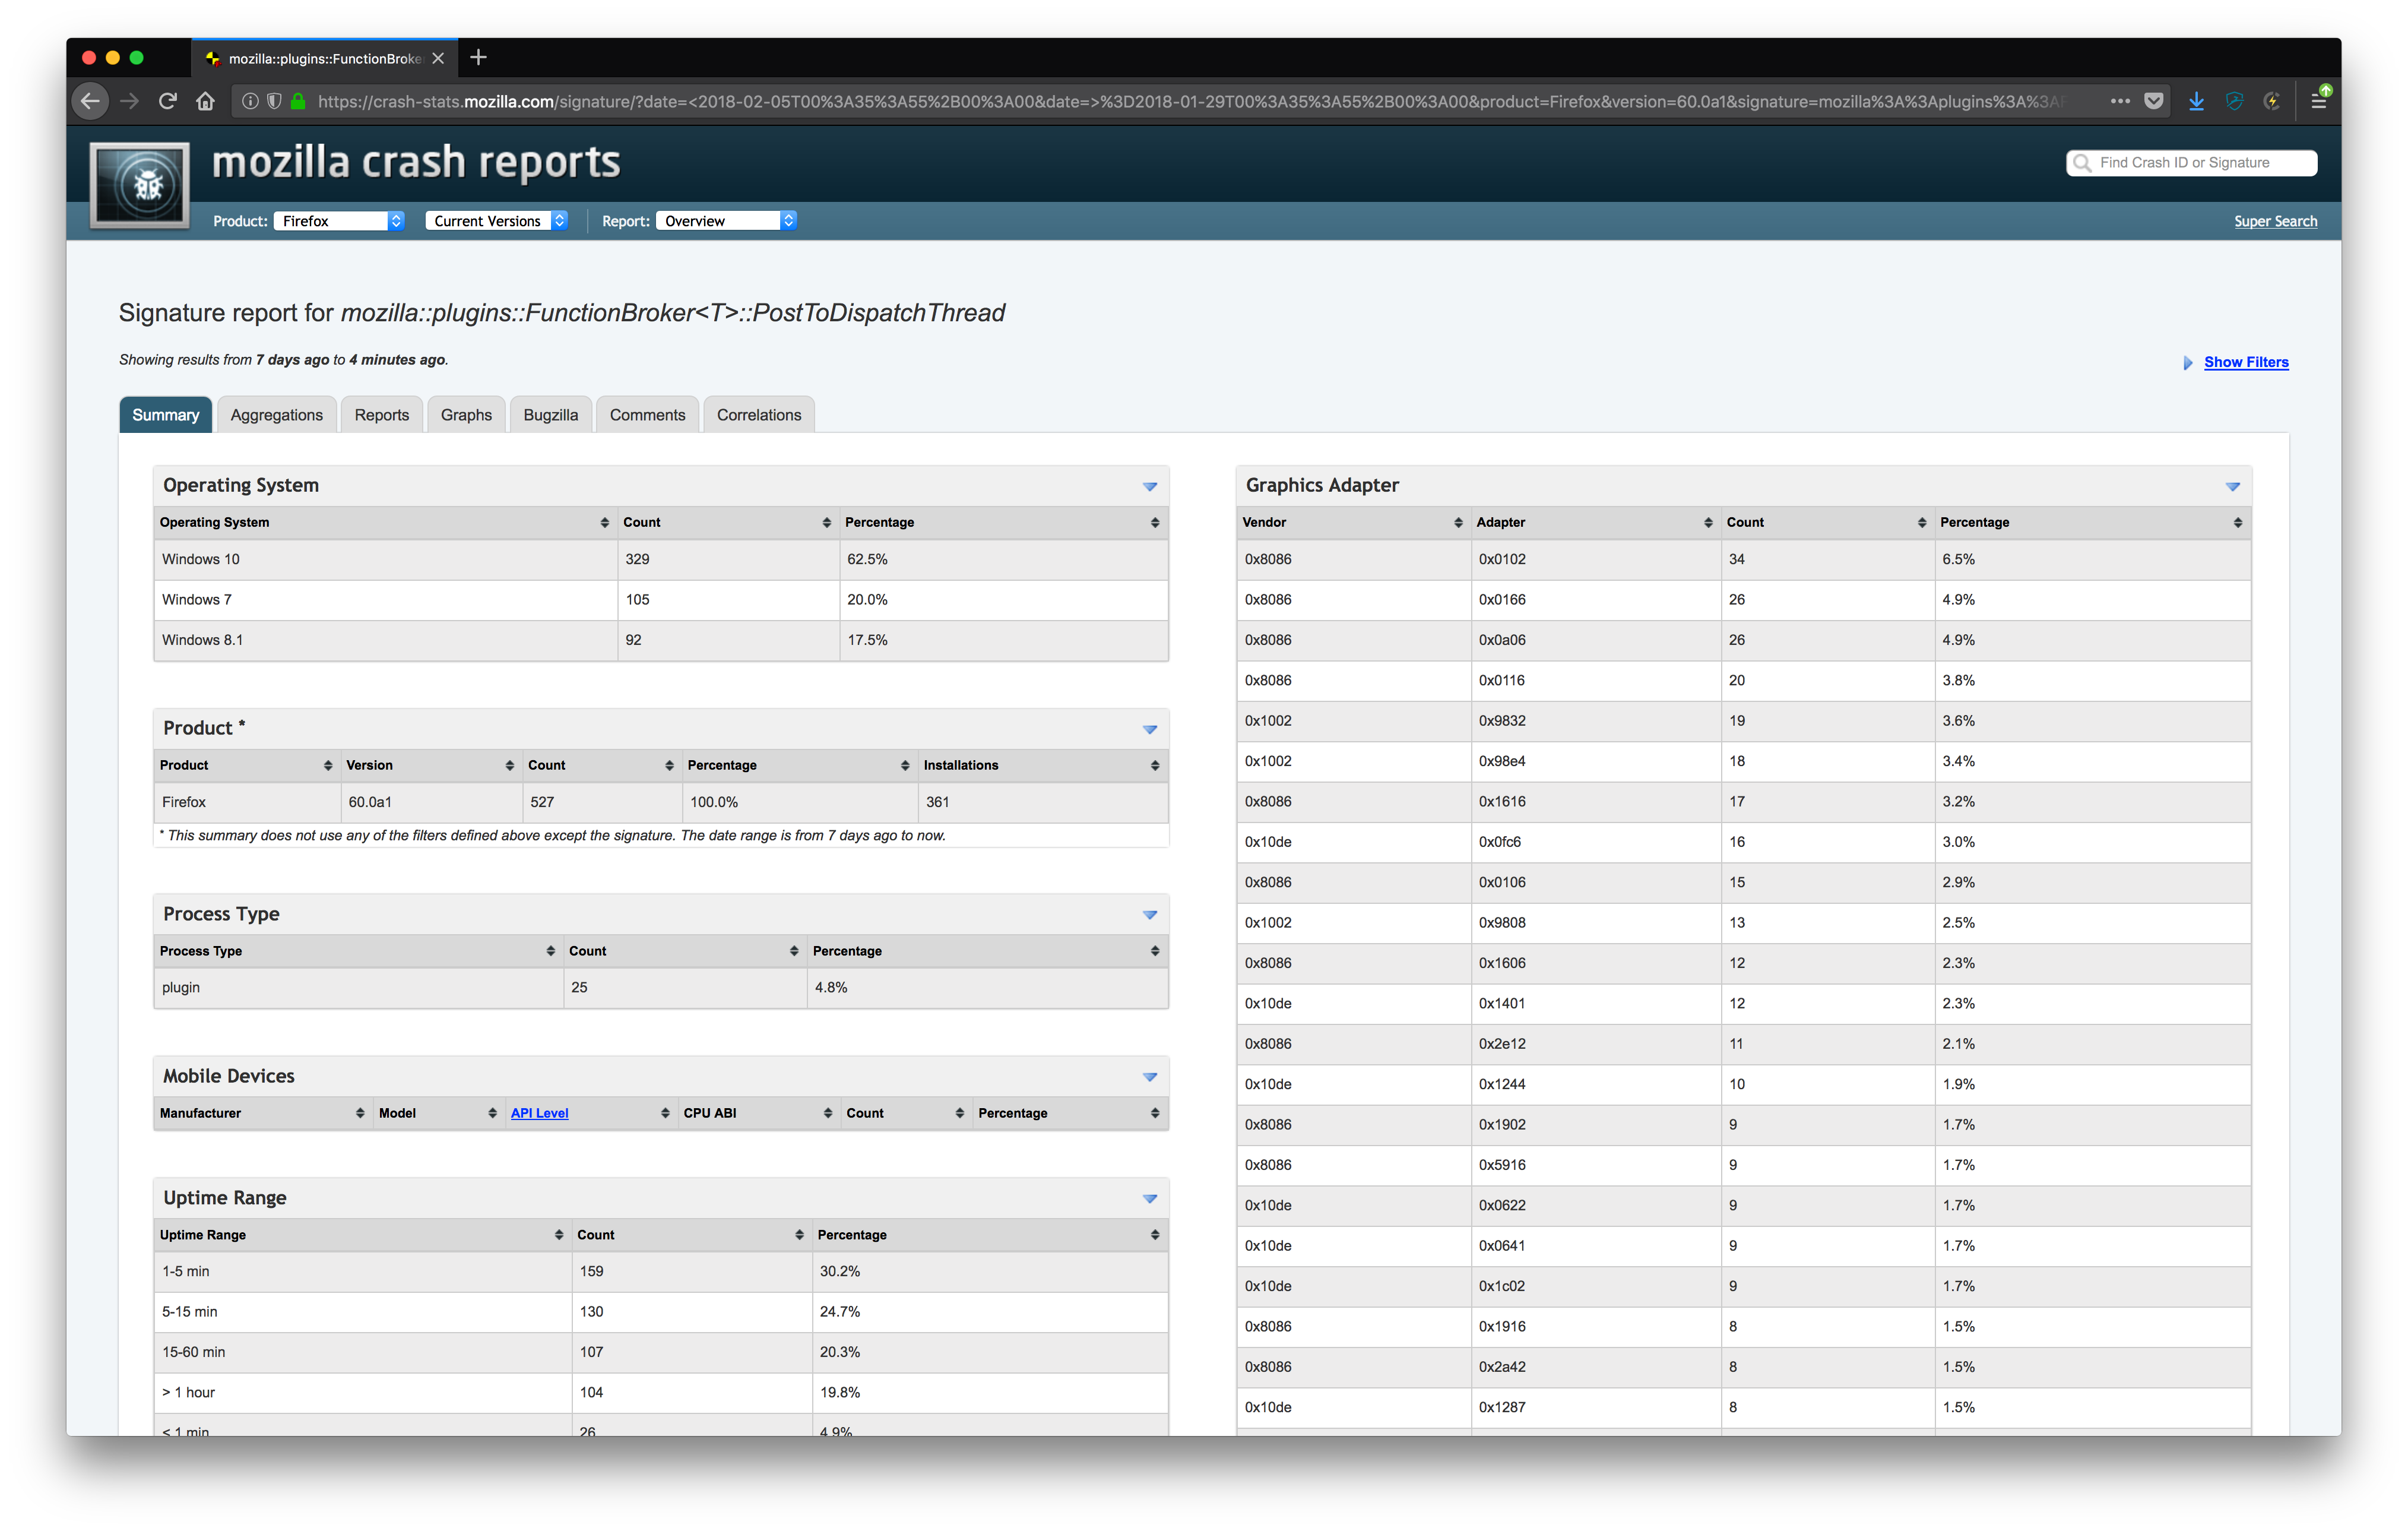 mozilla::plugins::FunctionBroke
https://crash-stats.mozilla.com/signature/?date=<2018-02-05T00%3A35%3A55%2B00%3A00&date=>%3D2018-01-29T00%3A35%3A55%2B00%3A00&product=Firefox&version=60.0a1&signature=mozilla%3A%3Aplugins%3A%3AF
mozilla crash reports
Find Crash ID or Signature
Product: Firefox Current Versions Report: Overview Super Search
Signature report for mozilla::plugins::FunctionBroker<T>::PostToDispatchThread
Showing results from 7 days ago to 4 minutes ago.
Show Filters
Summary Aggregations Reports Graphs Bugzilla Comments Correlations
Operating System
Operating System Count Percentage
Windows 10 329 62.5%
Windows 7 105 20.0%
Windows 8.1 92 17.5%
Product *
Product Version Count Percentage Installations
Firefox 60.0a1 527 100.0% 361
* This summary does not use any of the filters defined above except the signature. The date range is from 7 days ago to now.
Process Type
Process Type Count Percentage
plugin 25 4.8%
Mobile Devices
Manufacturer Model API Level CPU ABI Count Percentage
Uptime Range
Uptime Range Count Percentage
1-5 min 159 30.2%
5-15 min 130 24.7%
15-60 min 107 20.3%
> 1 hour 104 19.8%
< 1 min 26 4.9%
Graphics Adapter
Vendor Adapter Count Percentage
0x8086 0x0102 34 6.5%
0x8086 0x0166 26 4.9%
0x8086 0x0a06 26 4.9%
0x8086 0x0116 20 3.8%
0x1002 0x9832 19 3.6%
0x1002 0x98e4 18 3.4%
0x8086 0x1616 17 3.2%
0x10de 0x0fc6 16 3.0%
0x8086 0x0106 15 2.9%
0x1002 0x9808 13 2.5%
0x8086 0x1606 12 2.3%
0x10de 0x1401 12 2.3%
0x8086 0x2e12 11 2.1%
0x10de 0x1244 10 1.9%
0x8086 0x1902 9 1.7%
0x8086 0x5916 9 1.7%
0x10de 0x0622 9 1.7%
0x10de 0x0641 9 1.7%
0x10de 0x1c02 9 1.7%
0x8086 0x1916 8 1.5%
0x8086 0x2a42 8 1.5%
0x10de 0x1287 8 1.5%